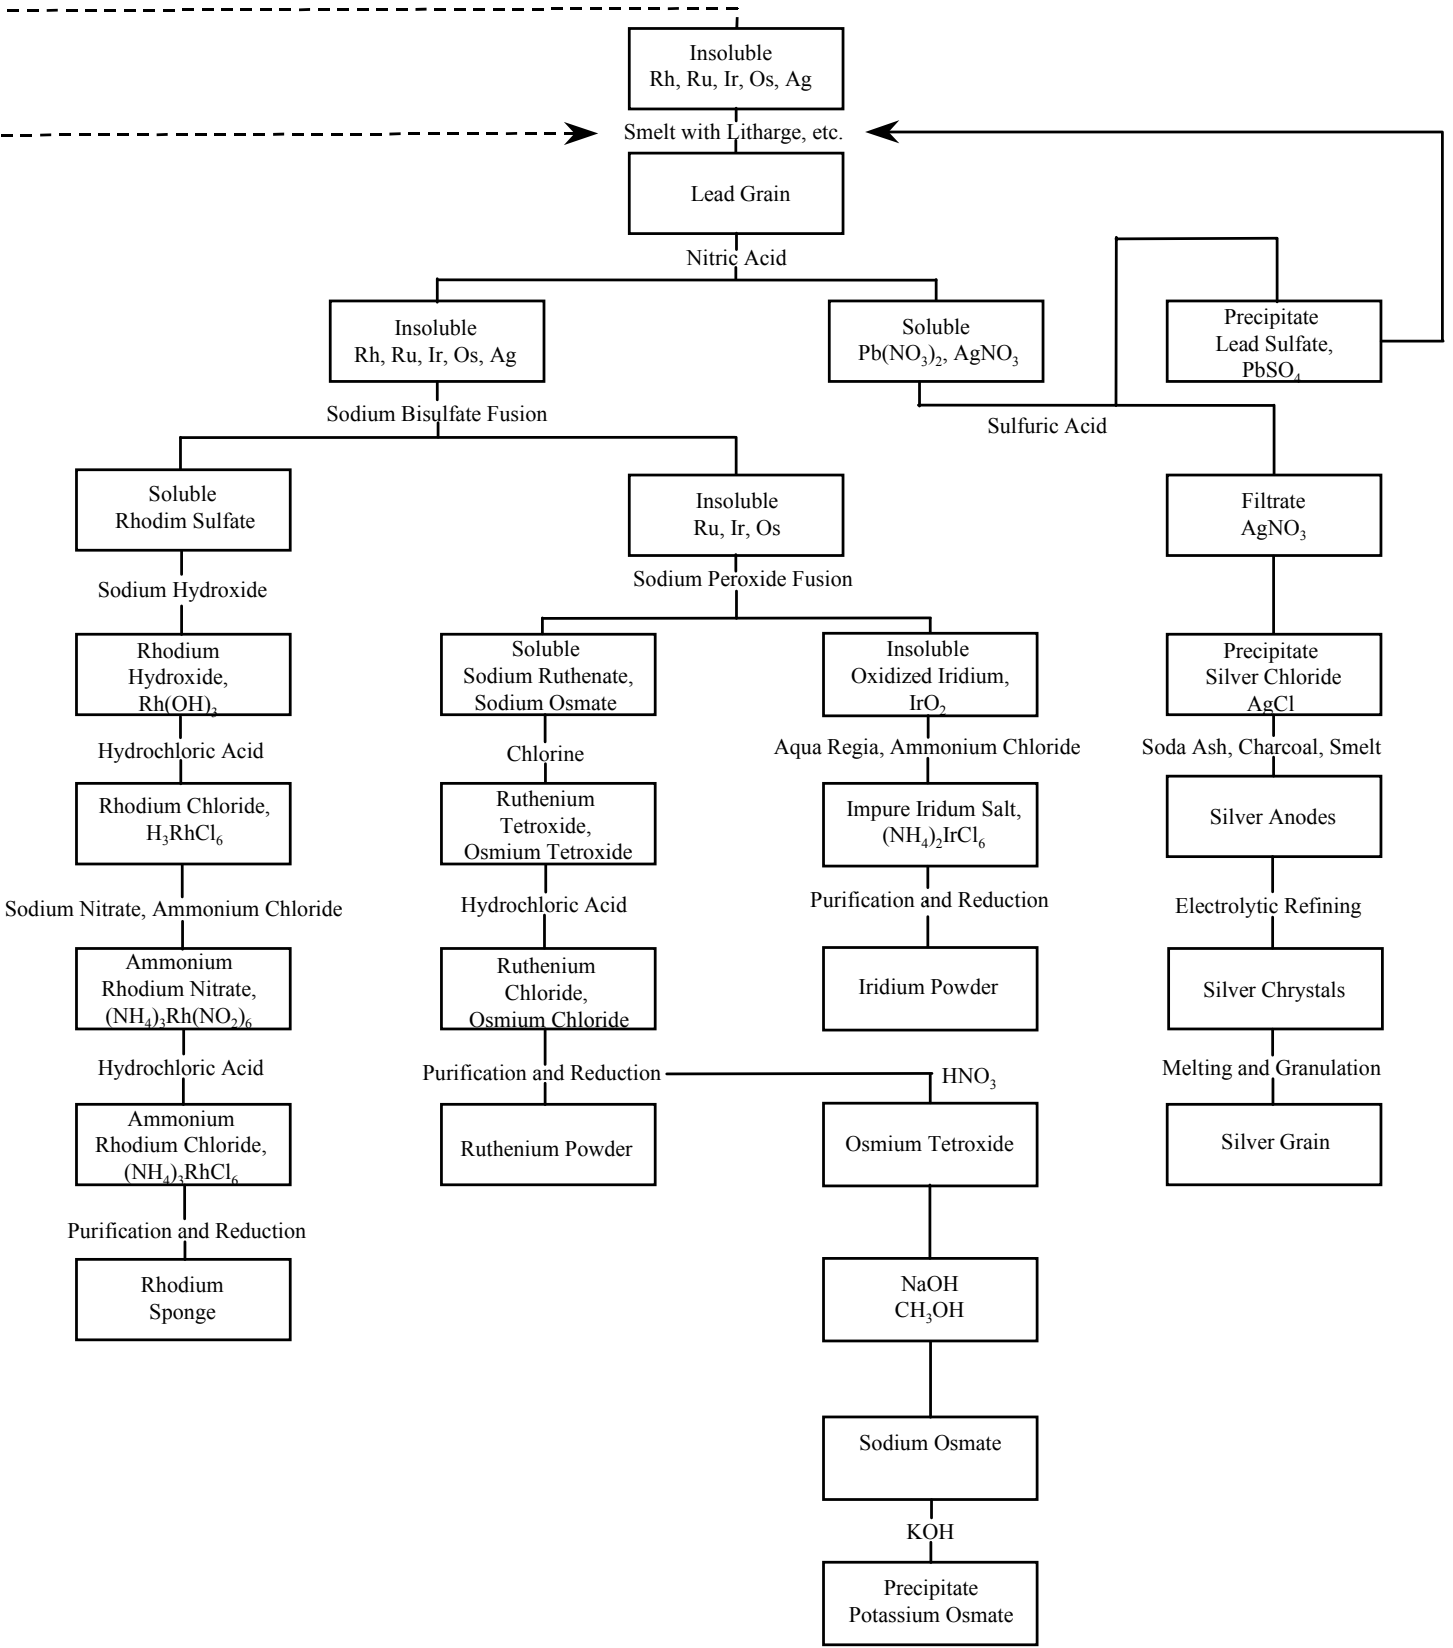 Insoluble
Rh, Ru, Ir, Os, Ag
Smelt with Litharge, etc.
Lead Grain
Nitric Acid
Insoluble
Rh, Ru, Ir, Os, Ag
Soluble
Pb(NO₃)₂, AgNO₃
Precipitate
Lead Sulfate,
PbSO₄
Sodium Bisulfate Fusion
Sulfuric Acid
Soluble
Rhodim Sulfate
Insoluble
Ru, Ir, Os
Filtrate
AgNO₃
Sodium Hydroxide
Sodium Peroxide Fusion
Rhodium
Hydroxide,
Rh(OH)₃
Soluble
Sodium Ruthenate,
Sodium Osmate
Insoluble
Oxidized Iridium,
IrO₂
Precipitate
Silver Chloride
AgCl
Hydrochloric Acid
Chlorine
Aqua Regia, Ammonium Chloride
Soda Ash, Charcoal, Smelt
Rhodium Chloride,
H₃RhCl₆
Ruthenium
Tetroxide,
Osmium Tetroxide
Impure Iridum Salt,
(NH₄)₂IrCl₆
Silver Anodes
Sodium Nitrate, Ammonium Chloride
Hydrochloric Acid
Purification and Reduction
Electrolytic Refining
Ammonium
Rhodium Nitrate,
(NH₄)₃Rh(NO₂)₆
Ruthenium
Chloride,
Osmium Chloride
Iridium Powder
Silver Chrystals
Hydrochloric Acid
Purification and Reduction
HNO₃
Melting and Granulation
Ammonium
Rhodium Chloride,
(NH₄)₃RhCl₆
Ruthenium Powder
Osmium Tetroxide
Silver Grain
Purification and Reduction
Rhodium
Sponge
NaOH
CH₃OH
Sodium Osmate
KOH
Precipitate
Potassium Osmate